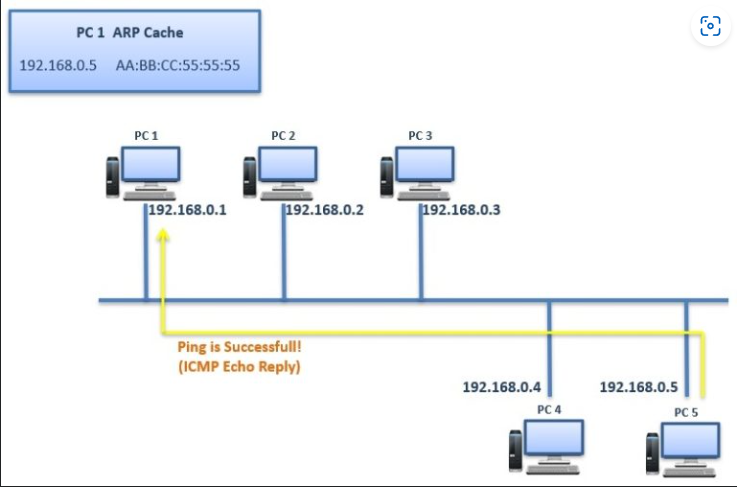 PC 1 ARP Cache
192.168.0.5 AA:BB:CC:55:55:55
PC 1
PC 2
PC 3
192.168.0.1
192.168.0.2
192.168.0.3
Ping is Successfull!
(ICMP Echo Reply)
192.168.0.4
192.168.0.5
PC 4
PC 5